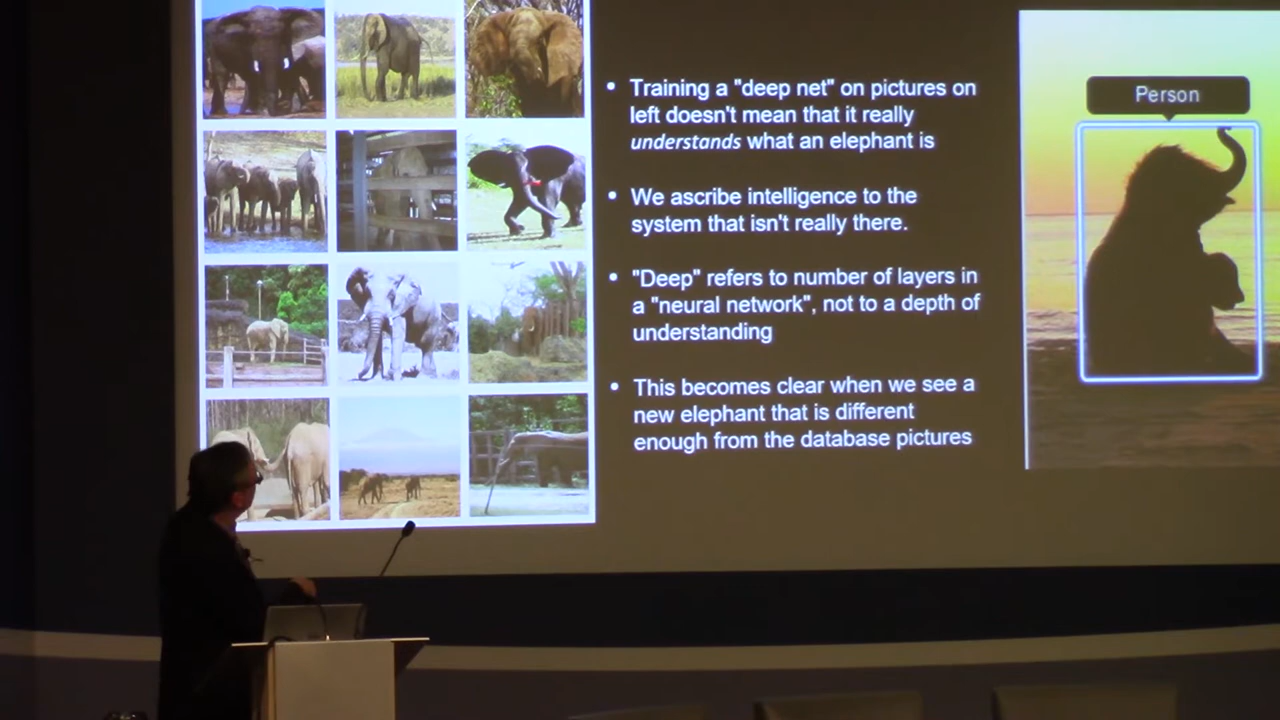 • Training a "deep net" on pictures on
left doesn't mean that it really
understands what an elephant is
• We ascribe intelligence to the
system that isn't really there.
• "Deep" refers to number of layers in
a "neural network", not to a depth of
understanding
• This becomes clear when we see a
new elephant that is different
enough from the database pictures
Person